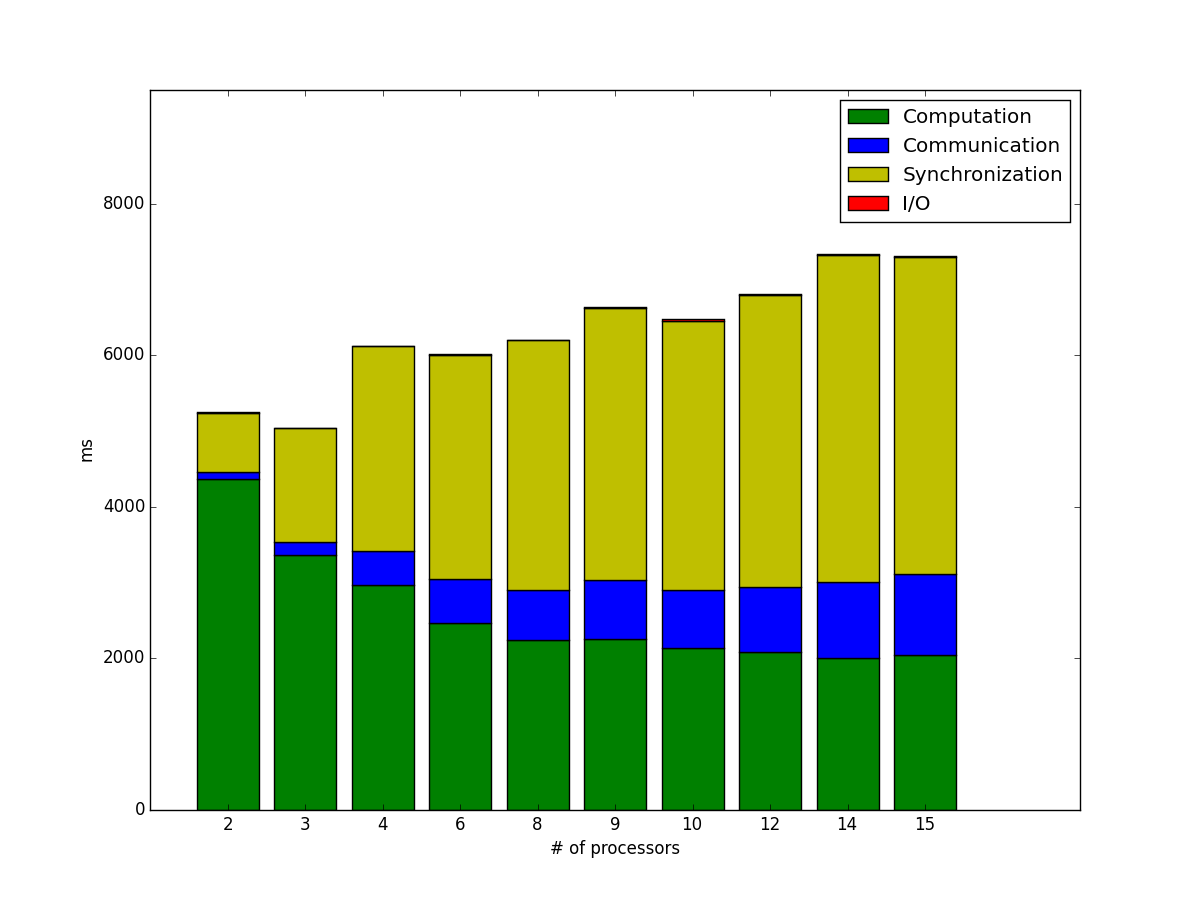 Computation
Communication
Synchronization
I/O
8000
6000
4000
2000
0
ms
2 3 4 6 8 9 10 12 14 15
# of processors